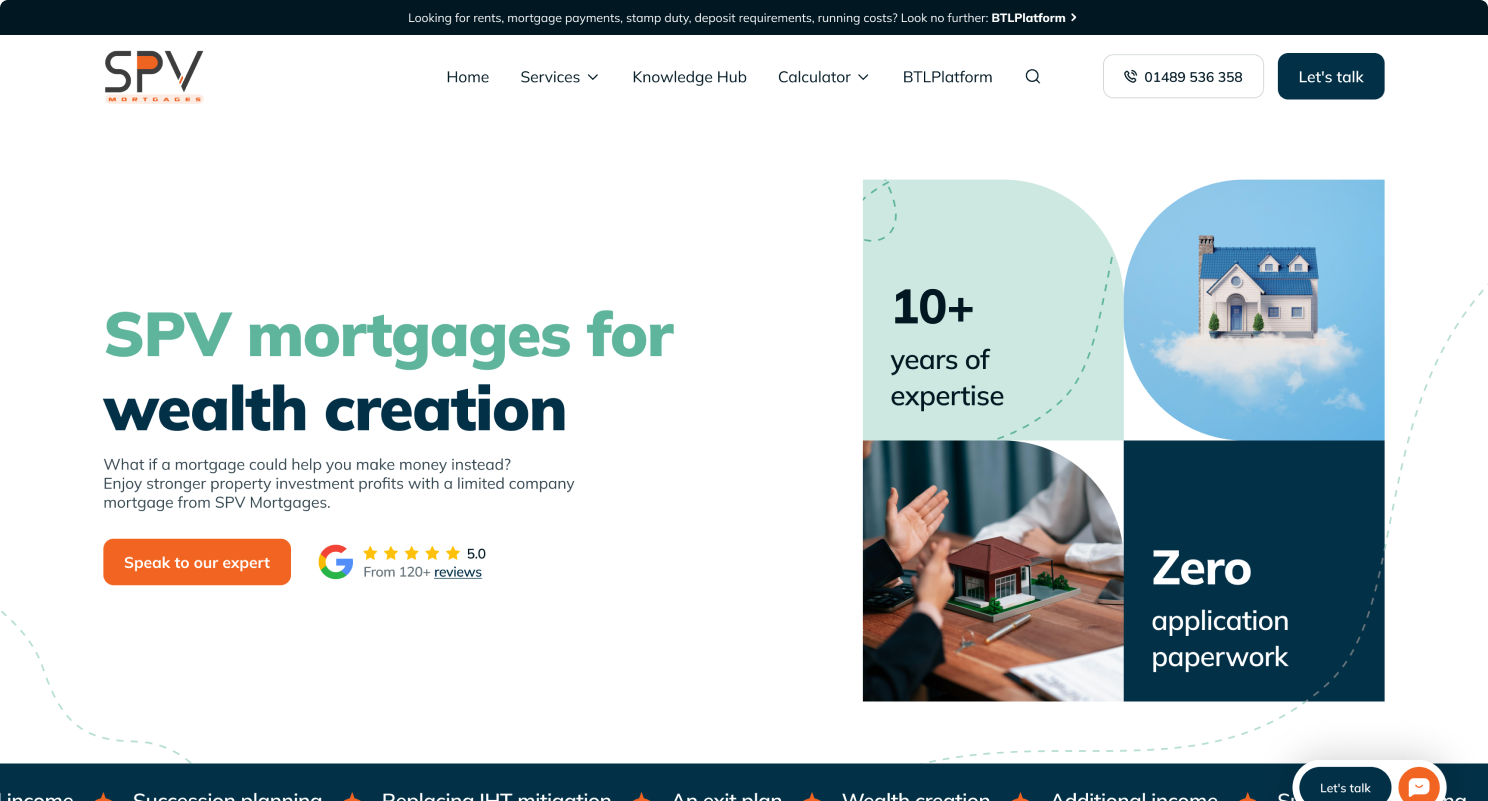 Looking for rents, mortgage payments, stamp duty, deposit requirements, running costs? Look no further: BTLPlatform
SPV
MORTGAGES
Home
Services
Knowledge Hub
Calculator
BTLPlatform
01489 536 358
Let's talk
SPV mortgages for
wealth creation
What if a mortgage could help you make money instead?
Enjoy stronger property investment profits with a limited company
mortgage from SPV Mortgages.
Speak to our expert
5.0
From 120+ reviews
10+
years of
expertise
Zero
application
paperwork
income
Succession planning
Replacing IHT mitigation
An exit plan
Wealth creation
Additional income
Let's talk